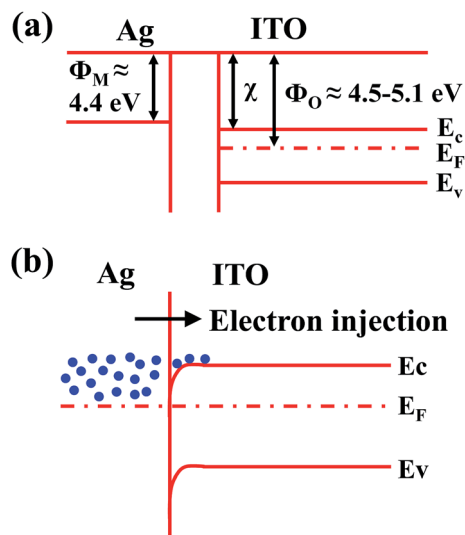 (a)
Ag ITO
Φ_M ≈
4.4 eV
χ
Φ_O ≈ 4.5-5.1 eV
E_c
E_F
E_v
(b)
Ag ITO
Electron injection
Ec
E_F
Ev